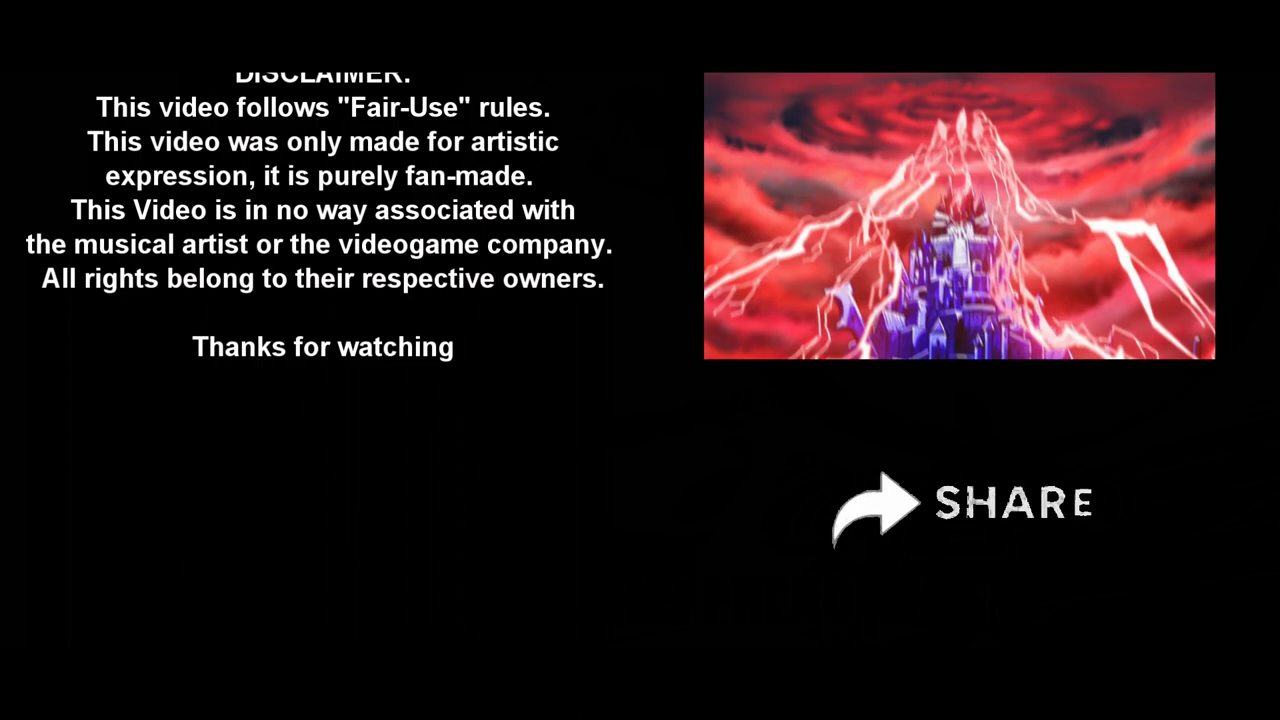 DISCLAIMER.
This video follows "Fair-Use" rules.
This video was only made for artistic
expression, it is purely fan-made.
This Video is in no way associated with
the musical artist or the videogame company.
All rights belong to their respective owners.
Thanks for watching
SHARE